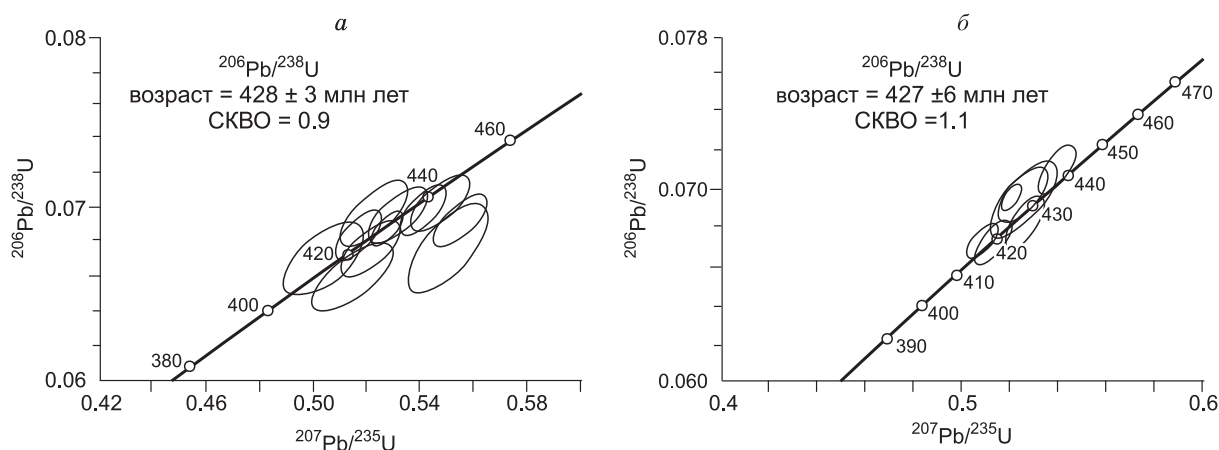 а
0.08
0.07
0.06
²⁰⁶Pb/²³⁸U
²⁰⁶Pb/²³⁸U
возраст = 428 ± 3 млн лет
СКВО = 0.9
380
400
420
440
460
0.42
0.46
0.50
0.54
0.58
²⁰⁷Pb/²³⁵U
б
0.078
0.070
0.060
²⁰⁶Pb/²³⁸U
²⁰⁶Pb/²³⁸U
возраст = 427 ±6 млн лет
СКВО =1.1
470
460
450
440
430
420
410
400
390
0.4
0.5
0.6
²⁰⁷Pb/²³⁵U